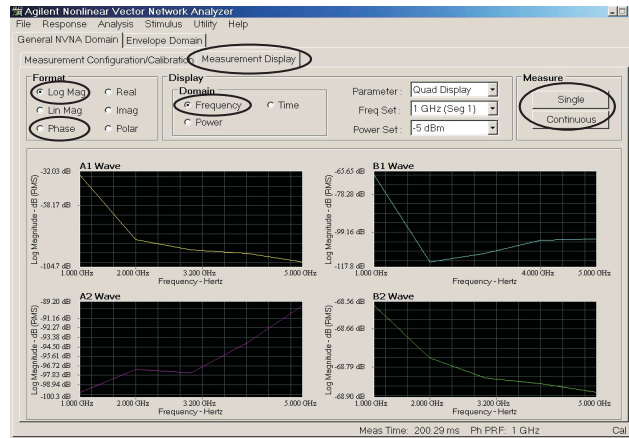 Agilent Nonlinear Vector Network Analyzer
File Response Analysis Stimulus Utility Help
General NVNA Domain Envelope Domain
Measurement Configuration/Calibration Measurement Display
Format Display Measure
Log Mag Real Domain Parameter : Quad Display Single
Lin Mag Imag Frequency Time Freq Set : 1 GHz (Seg 1) Continuous
Phase Polar Power Power Set : -5 dBm
A1 Wave
Log Magnitude - dB (RMS)
-32.03 dB
-58.17 dB
-104.7 dB
1.000 GHz 2.000 GHz 3.200 GHz 5.000 GHz
Frequency - Hertz
B1 Wave
Log Magnitude - dB (RMS)
-65.65 dB
-78.28 dB
-99.16 dB
-117.8 dB
1.000 GHz 2.000 GHz 4.000 GHz 5.000 GHz
Frequency - Hertz
A2 Wave
Log Magnitude - dB (RMS)
-89.20 dB
-91.16 dB
-92.27 dB
-93.38 dB
-94.50 dB
-95.61 dB
-96.72 dB
-97.83 dB
-98.94 dB
-100.3 dB
1.000 GHz 2.000 GHz 3.200 GHz 5.000 GHz
Frequency - Hertz
B2 Wave
Log Magnitude - dB (RMS)
-68.56 dB
-68.66 dB
-68.79 dB
-68.90 dB
1.000 GHz 2.000 GHz 3.200 GHz 5.000 GHz
Frequency - Hertz
Meas Time: 200.29 ms Ph PRF: 1 GHz Cal